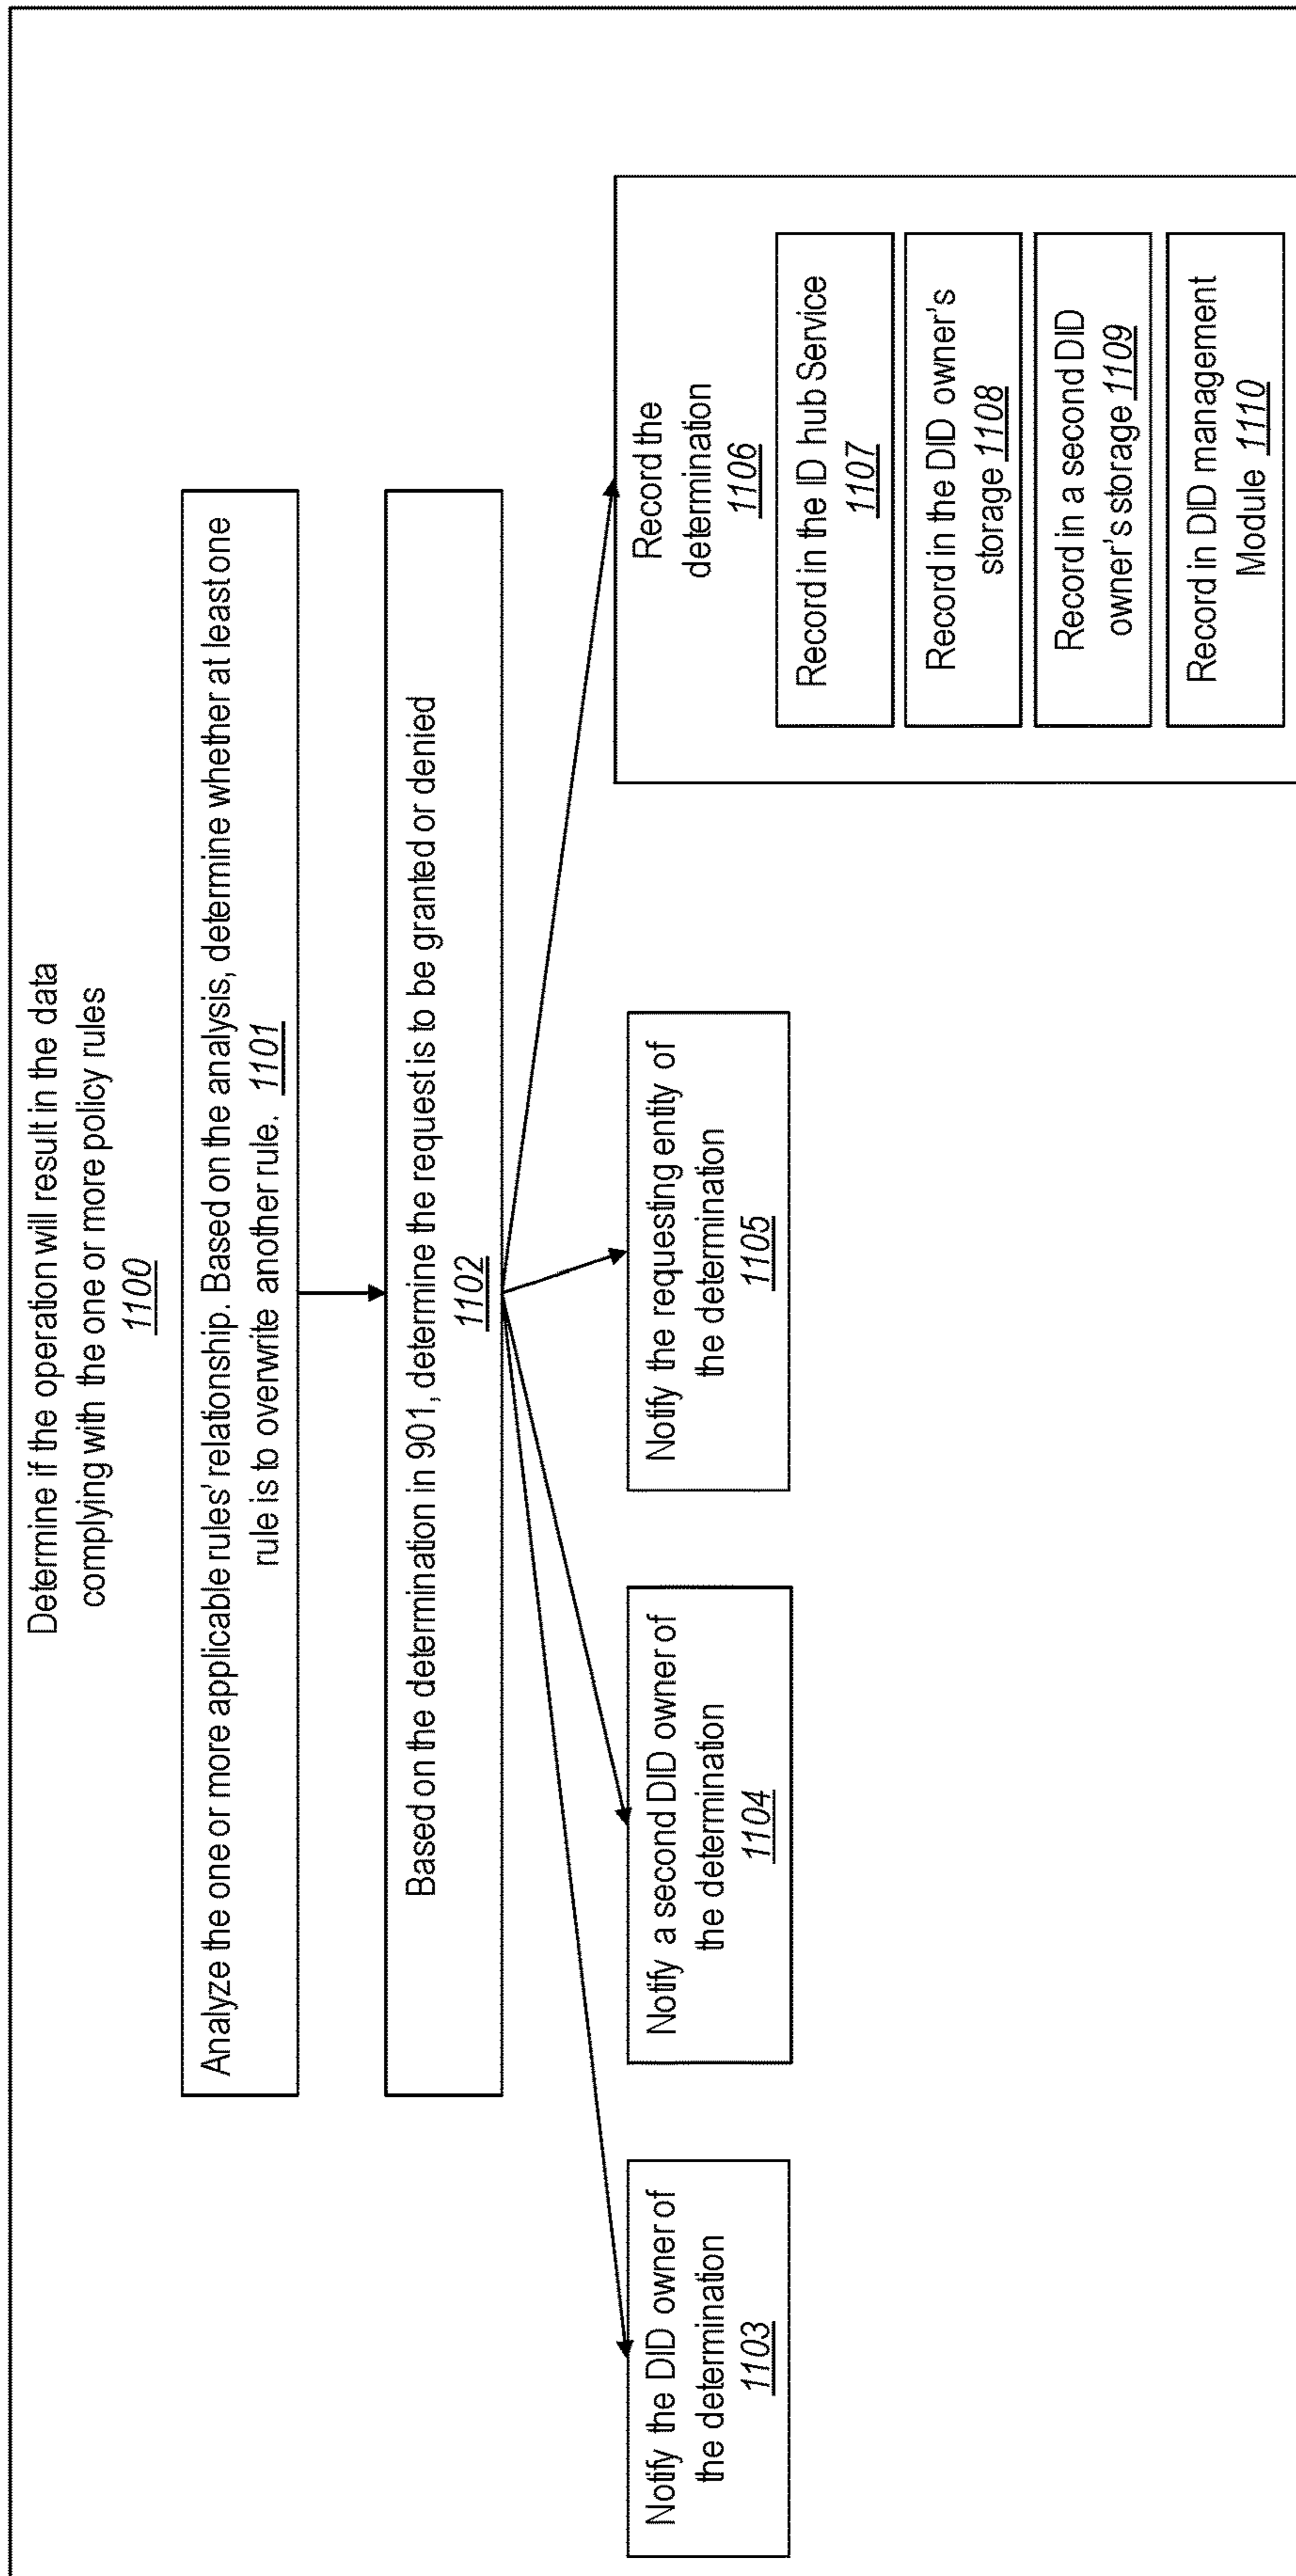 Determine if the operation will result in the data
complying with the one or more policy rules
1100
Analyze the one or more applicable rules' relationship. Based on the analysis, determine whether at least one
rule is to overwrite another rule. 1101
Based on the determination in 901, determine the request is to be granted or denied
1102
Notify the DID owner of
the determination
1103
Notify a second DID owner of
the determination
1104
Notify the requesting entity of
the determination
1105
Record the
determination
1106
Record in the ID hub Service
1107
Record in the DID owner's
storage 1108
Record in a second DID
owner's storage 1109
Record in DID management
Module 1110